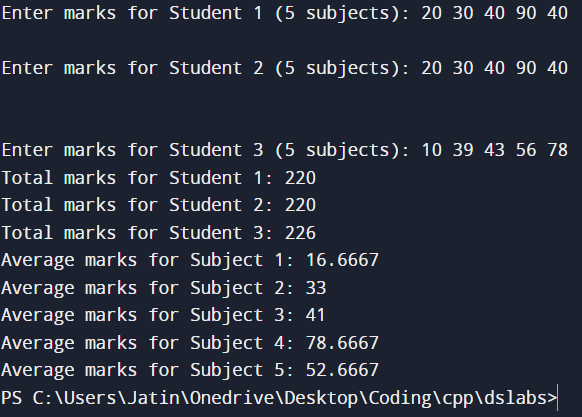 Enter marks for Student 1 (5 subjects): 20 30 40 90 40
Enter marks for Student 2 (5 subjects): 20 30 40 90 40
Enter marks for Student 3 (5 subjects): 10 39 43 56 78
Total marks for Student 1: 220
Total marks for Student 2: 220
Total marks for Student 3: 226
Average marks for Subject 1: 16.6667
Average marks for Subject 2: 33
Average marks for Subject 3: 41
Average marks for Subject 4: 78.6667
Average marks for Subject 5: 52.6667
PS C:\Users\Jatin\Onedrive\Desktop\Coding\cpp\dslabs>